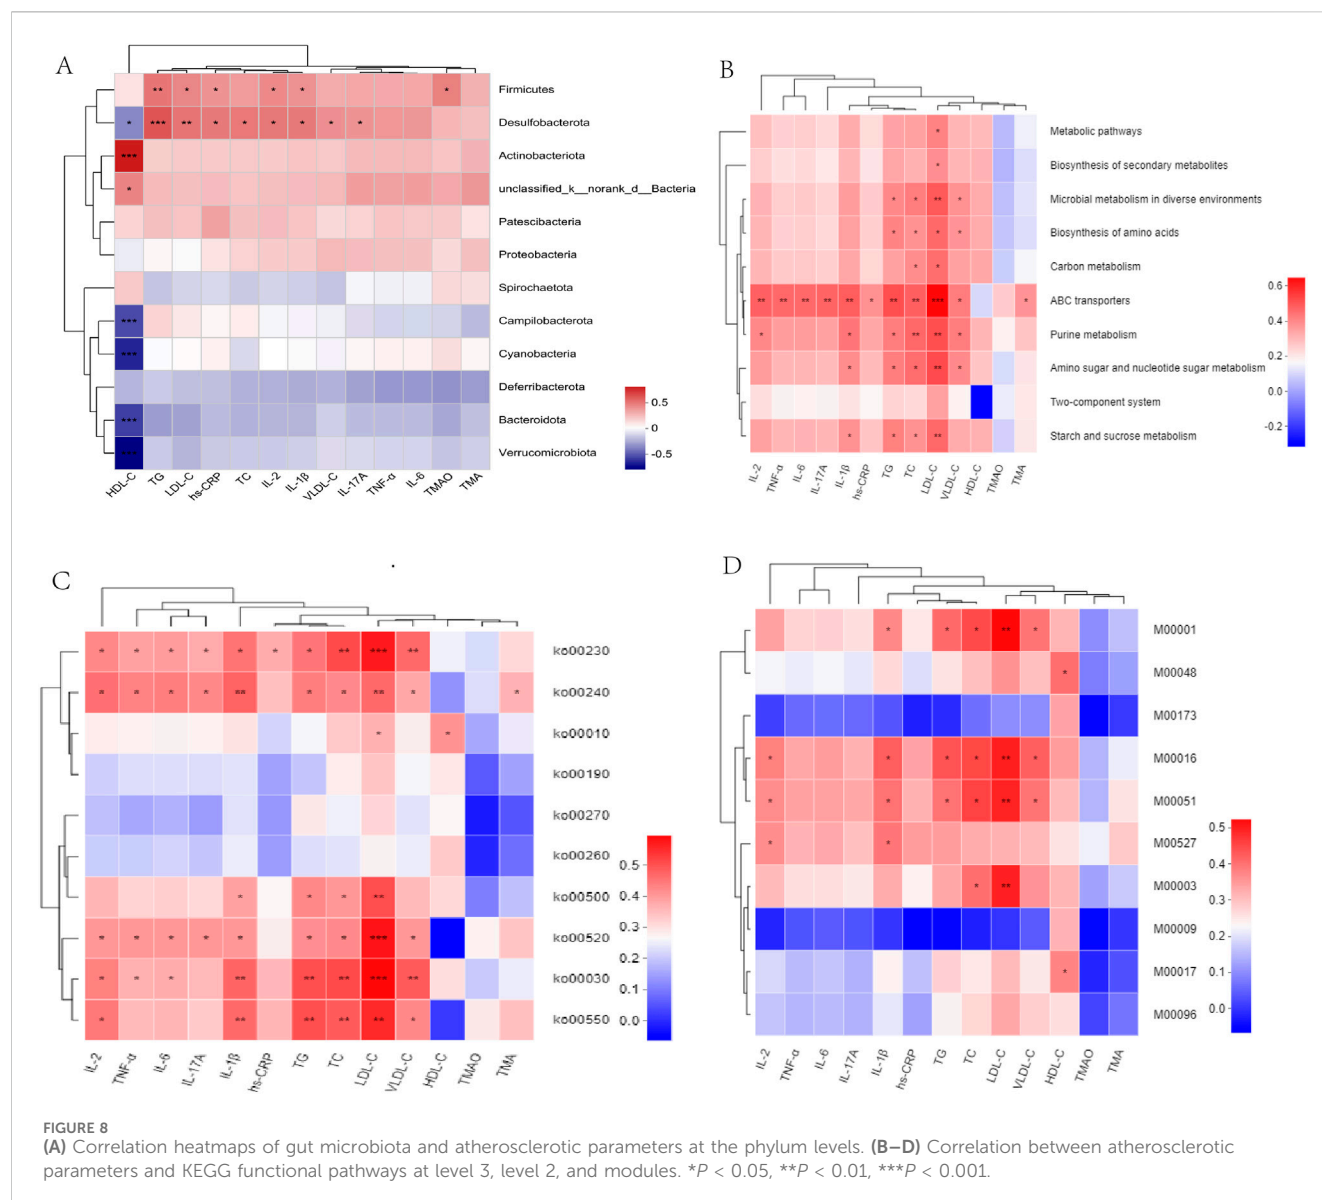 A
** * * * * *
Firmicutes
* *** ** * * * * * *
Desulfobacterota
***
Actinobacteriota
*
unclassified_k__norank_d__Bacteria
Patescibacteria
Proteobacteria
Spirochaetota
***
Campilobacterota
***
Cyanobacteria
Deferribacterota
***
Bacteroidota
***
Verrucomicrobiota
HDL-C TG LDL-C hs-CRP TC IL-2 IL-1β VLDL-C IL-17A TNF-α IL-6 TMAO TMA
0.5
0
-0.5
B
*
Metabolic pathways
*
Biosynthesis of secondary metabolites
* * ** *
Microbial metabolism in diverse environments
* * * *
Biosynthesis of amino acids
* *
Carbon metabolism
** ** ** ** ** * ** ** *** * *
ABC transporters
* * * ** ** *
Purine metabolism
* * * ** *
Amino sugar and nucleotide sugar metabolism
Two-component system
* * * **
Starch and sucrose metabolism
IL-2 TNF-α IL-6 IL-17A IL-1β hs-CRP TG TC LDL-C VLDL-C HDL-C TMAO TMA
0.6
0.4
0.2
0.0
-0.2
C
* * * * * * * ** *** **
ko00230
* * * * ** * * ** * *
ko00240
* *
ko00010
ko00190
ko00270
ko00260
* * * **
ko00500
* * * * * * * *** *
ko00520
* * * ** ** ** *** **
ko00030
* ** ** ** ** *
ko00550
IL-2 TNF-α IL-6 IL-17A IL-1β hs-CRP TG TC LDL-C VLDL-C HDL-C TMAO TMA
0.5
0.4
0.3
0.2
0.1
0.0
D
* * * ** *
M00001
*
M00048
M00173
* * * * ** *
M00016
* * * * ** *
M00051
* *
M00527
* **
M00003
M00009
*
M00017
M00096
IL-2 TNF-α IL-6 IL-17A IL-1β hs-CRP TG TC LDL-C VLDL-C HDL-C TMAO TMA
0.5
0.4
0.3
0.2
0.1
0.0
FIGURE 8
(A) Correlation heatmaps of gut microbiota and atherosclerotic parameters at the phylum levels. (B–D) Correlation between atherosclerotic
parameters and KEGG functional pathways at level 3, level 2, and modules. *P < 0.05, **P < 0.01, ***P < 0.001.